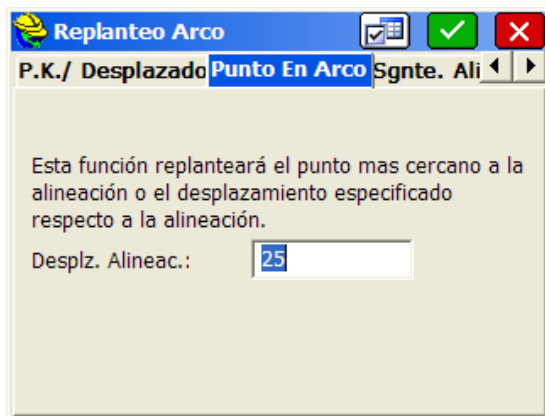 Replanteo Arco
P.K./ Desplazado Punto En Arco Sgnte. Ali
Esta función replanteará el punto mas cercano a la
alineación o el desplazamiento especificado
respecto a la alineación.
Desplz. Alineac.: 25